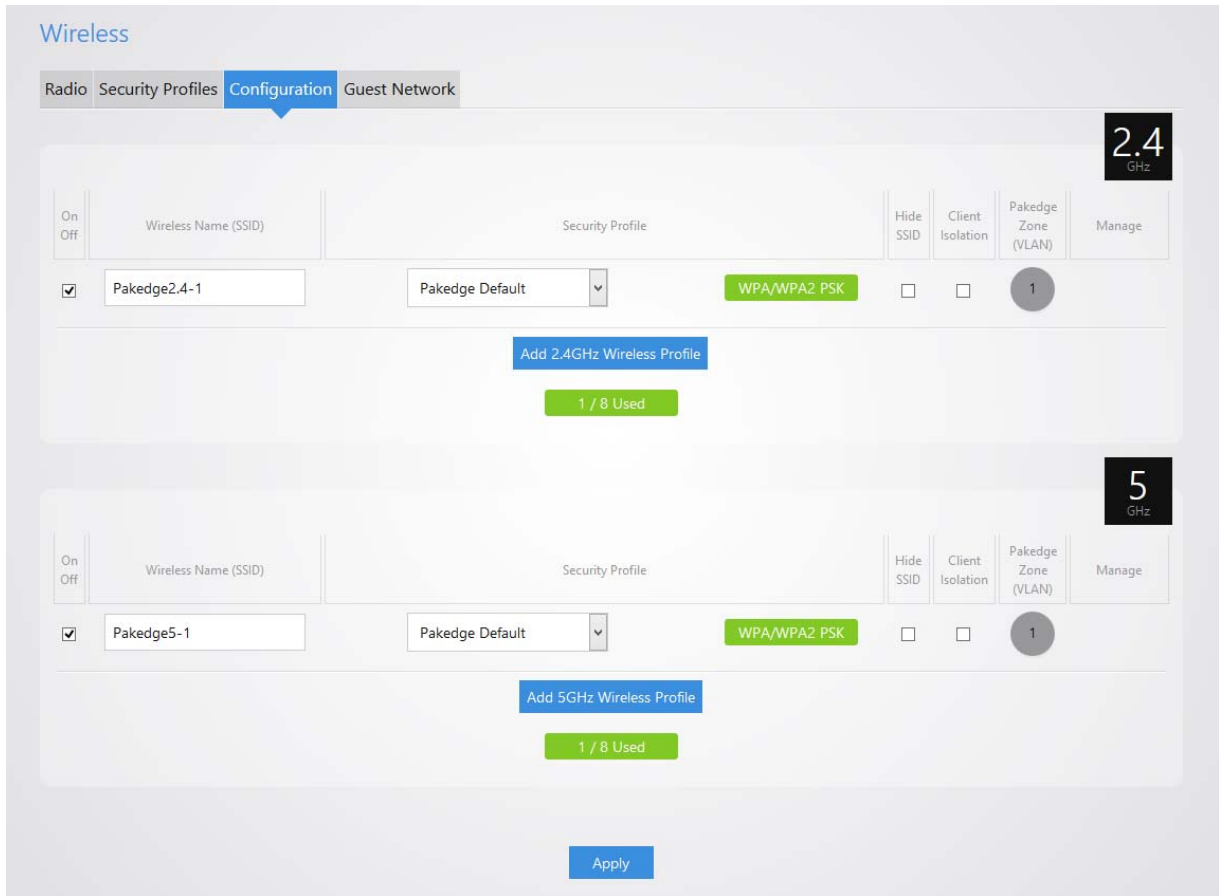 Wireless
Radio Security Profiles Configuration Guest Network
2.4
GHz
On
Off
Wireless Name (SSID)
Security Profile
Hide
SSID
Client
Isolation
Pakedge
Zone
(VLAN)
Manage
Pakedge2.4-1
Pakedge Default
WPA/WPA2 PSK
1
Add 2.4GHz Wireless Profile
1 / 8 Used
5
GHz
On
Off
Wireless Name (SSID)
Security Profile
Hide
SSID
Client
Isolation
Pakedge
Zone
(VLAN)
Manage
Pakedge5-1
Pakedge Default
WPA/WPA2 PSK
1
Add 5GHz Wireless Profile
1 / 8 Used
Apply